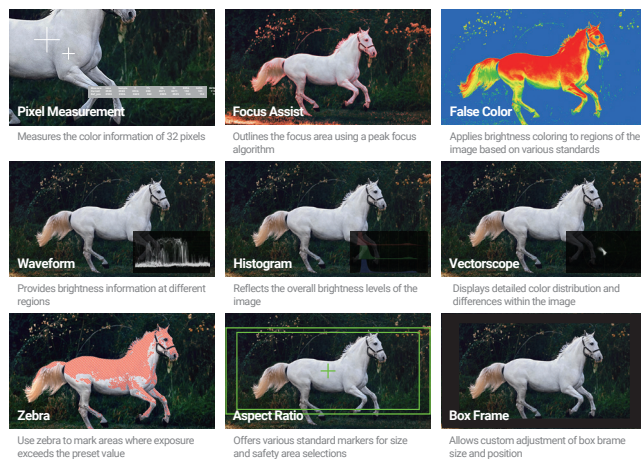 Pixel Measurement
Measures the color information of 32 pixels
Focus Assist
Outlines the focus area using a peak focus
algorithm
False Color
Applies brightness coloring to regions of the
image based on various standards
Waveform
Provides brightness information at different
regions
Histogram
Reflects the overall brightness levels of the
image
Vectorscope
Displays detailed color distribution and
differences within the image
Zebra
Use zebra to mark areas where exposure
exceeds the preset value
Aspect Ratio
Offers various standard markers for size
and safety area selections
Box Frame
Allows custom adjustment of box brame
size and position